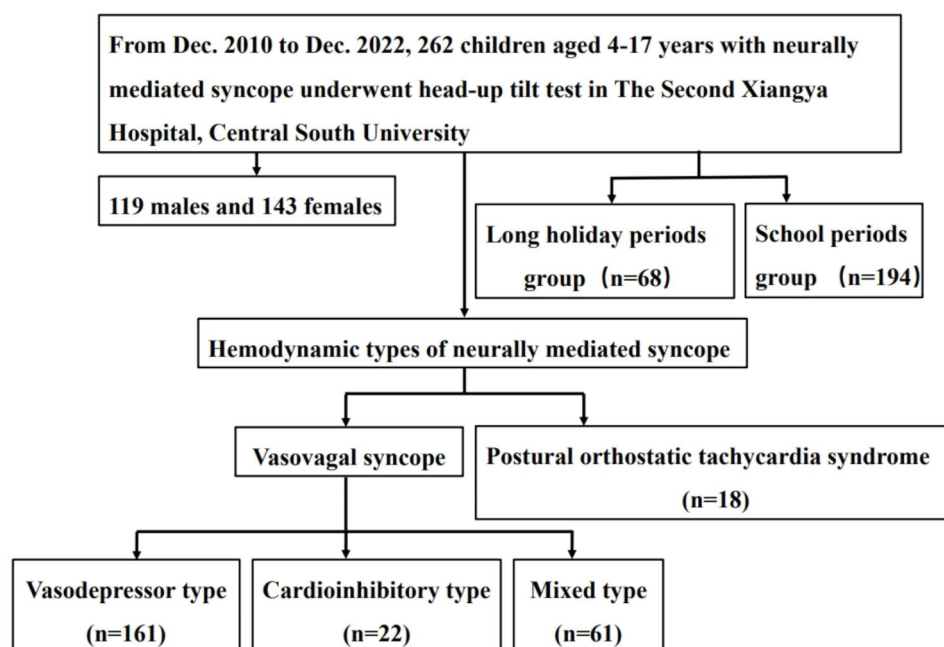 From Dec. 2010 to Dec. 2022, 262 children aged 4-17 years with neurally
mediated syncope underwent head-up tilt test in The Second Xiangya
Hospital, Central South University
119 males and 143 females
Long holiday periods
group（n=68）
School periods
group （n=194）
Hemodynamic types of neurally mediated syncope
Vasovagal syncope
Postural orthostatic tachycardia syndrome
(n=18)
Vasodepressor type
(n=161)
Cardioinhibitory type
(n=22)
Mixed type
(n=61)